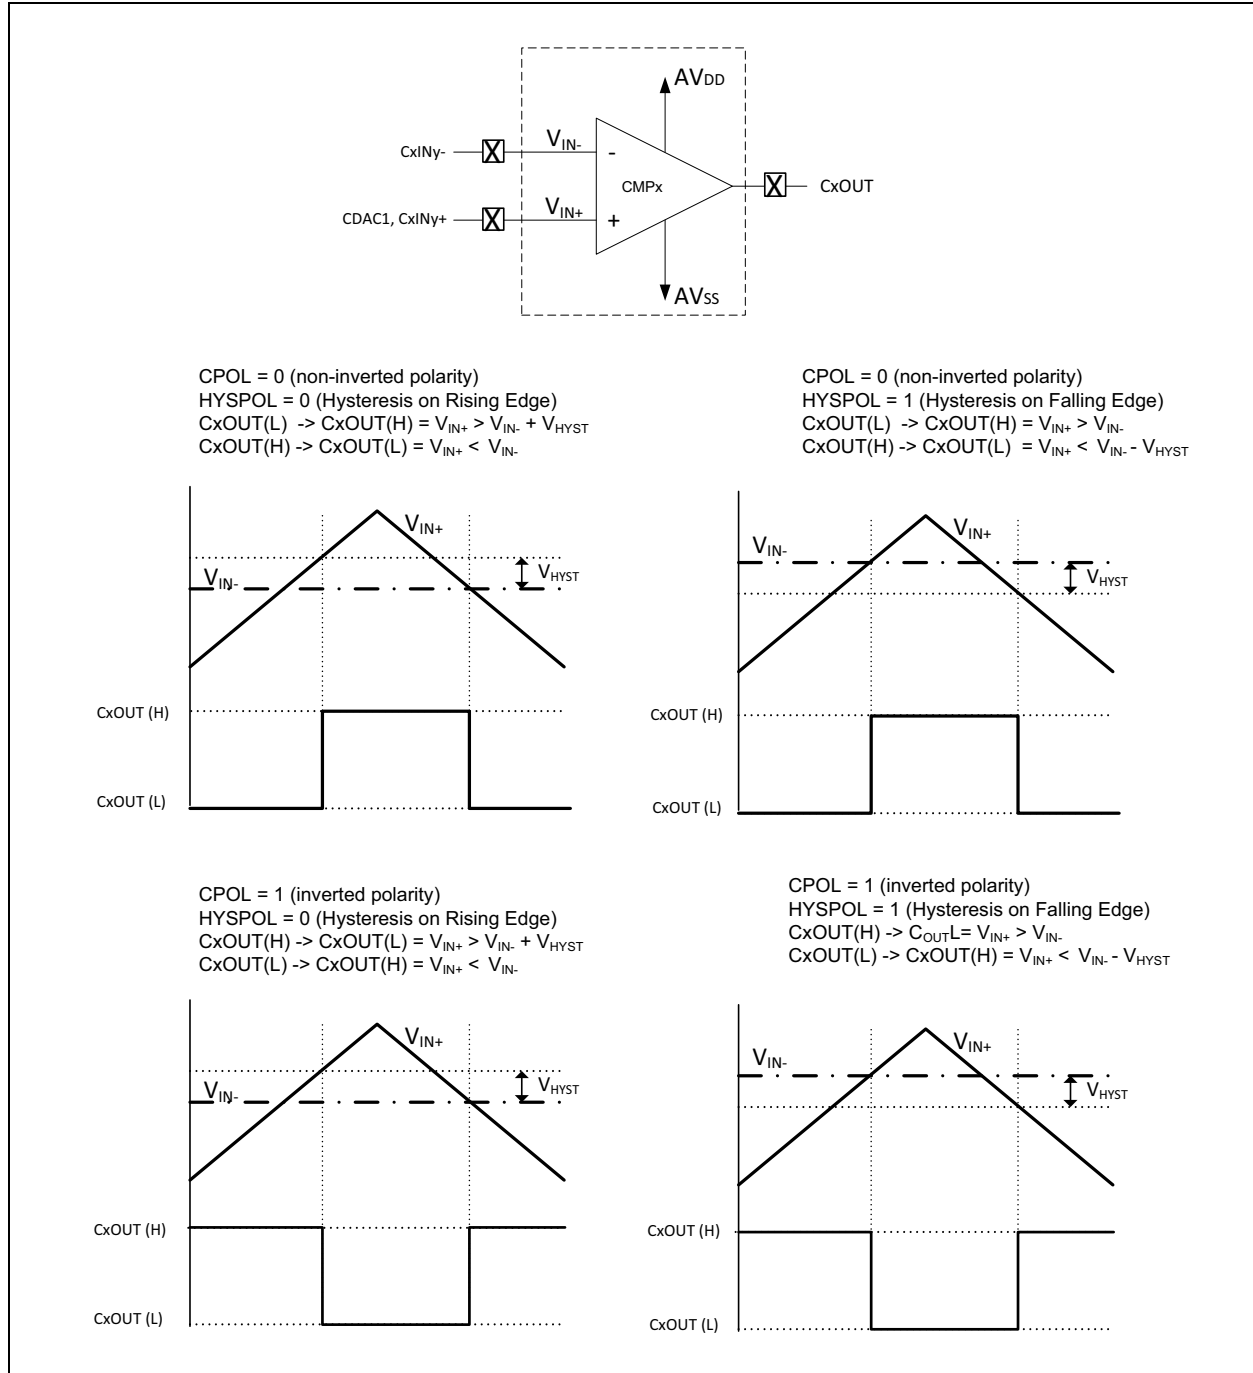 AVDD
CxINy-
X
VIN-
-
CMPx
X
CxOUT
CDAC1, CxINy+
X
VIN+
+
AVSS
CPOL = 0 (non-inverted polarity)
HYSPOL = 0 (Hysteresis on Rising Edge)
CxOUT(L) -> CxOUT(H) = VIN+ > VIN- + VHYST
CxOUT(H) -> CxOUT(L) = VIN+ < VIN-
VIN+
VIN-
VHYST
CxOUT (H)
CxOUT (L)
CPOL = 0 (non-inverted polarity)
HYSPOL = 1 (Hysteresis on Falling Edge)
CxOUT(L) -> CxOUT(H) = VIN+ > VIN-
CxOUT(H) -> CxOUT(L) = VIN+ < VIN- - VHYST
VIN+
VIN-
VHYST
CxOUT (H)
CxOUT (L)
CPOL = 1 (inverted polarity)
HYSPOL = 0 (Hysteresis on Rising Edge)
CxOUT(H) -> CxOUT(L) = VIN+ > VIN- + VHYST
CxOUT(L) -> CxOUT(H) = VIN+ < VIN-
VIN+
VIN-
VHYST
CxOUT (H)
CxOUT (L)
CPOL = 1 (inverted polarity)
HYSPOL = 1 (Hysteresis on Falling Edge)
CxOUT(H) -> COUTL= VIN+ > VIN-
CxOUT(L) -> CxOUT(H) = VIN+ < VIN- - VHYST
VIN+
VIN-
VHYST
CxOUT (H)
CxOUT (L)